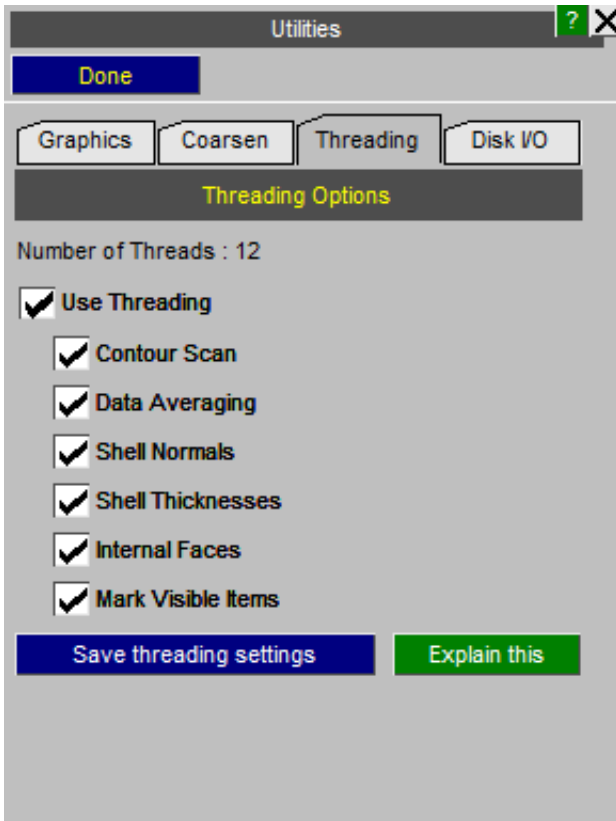 Utilities
?
Done
Graphics Coarsen Threading Disk I/O
Threading Options
Number of Threads : 12
Use Threading
Contour Scan
Data Averaging
Shell Normals
Shell Thicknesses
Internal Faces
Mark Visible Items
Save threading settings Explain this